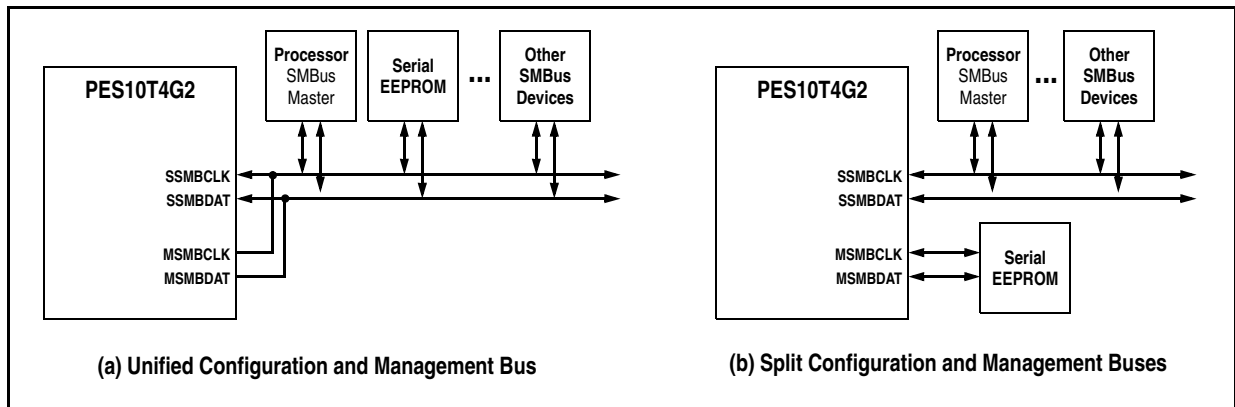 PES10T4G2
Processor
SMBus
Master
Serial
EEPROM
...
Other
SMBus
Devices
SSMBCLK
SSMBDAT
MSMBCLK
MSMBDAT
(a) Unified Configuration and Management Bus
PES10T4G2
Processor
SMBus
Master
...
Other
SMBus
Devices
SSMBCLK
SSMBDAT
MSMBCLK
MSMBDAT
Serial
EEPROM
(b) Split Configuration and Management Buses